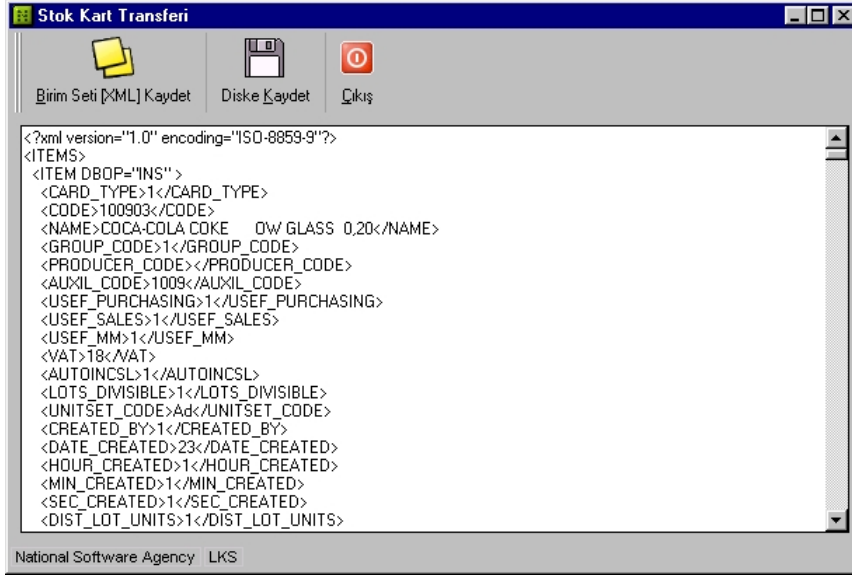 Stok Kart Transferi
Birim Seti [XML] Kaydet Diske Kaydet Çıkış
<?xml version="1.0" encoding="ISO-8859-9"?>
<ITEMS>
<ITEM DBOP="INS" >
<CARD_TYPE>1</CARD_TYPE>
<CODE>100903</CODE>
<NAME>COCA-COLA COKE      OW GLASS  0,20</NAME>
<GROUP_CODE>1</GROUP_CODE>
<PRODUCER_CODE></PRODUCER_CODE>
<AUXIL_CODE>1009</AUXIL_CODE>
<USEF_PURCHASING>1</USEF_PURCHASING>
<USEF_SALES>1</USEF_SALES>
<USEF_MM>1</USEF_MM>
<VAT>18</VAT>
<AUTOINCSL>1</AUTOINCSL>
<LOTS_DIVISIBLE>1</LOTS_DIVISIBLE>
<UNITSET_CODE>Ad</UNITSET_CODE>
<CREATED_BY>1</CREATED_BY>
<DATE_CREATED>23</DATE_CREATED>
<HOUR_CREATED>1</HOUR_CREATED>
<MIN_CREATED>1</MIN_CREATED>
<SEC_CREATED>1</SEC_CREATED>
<DIST_LOT_UNITS>1</DIST_LOT_UNITS>
National Software Agency LKS